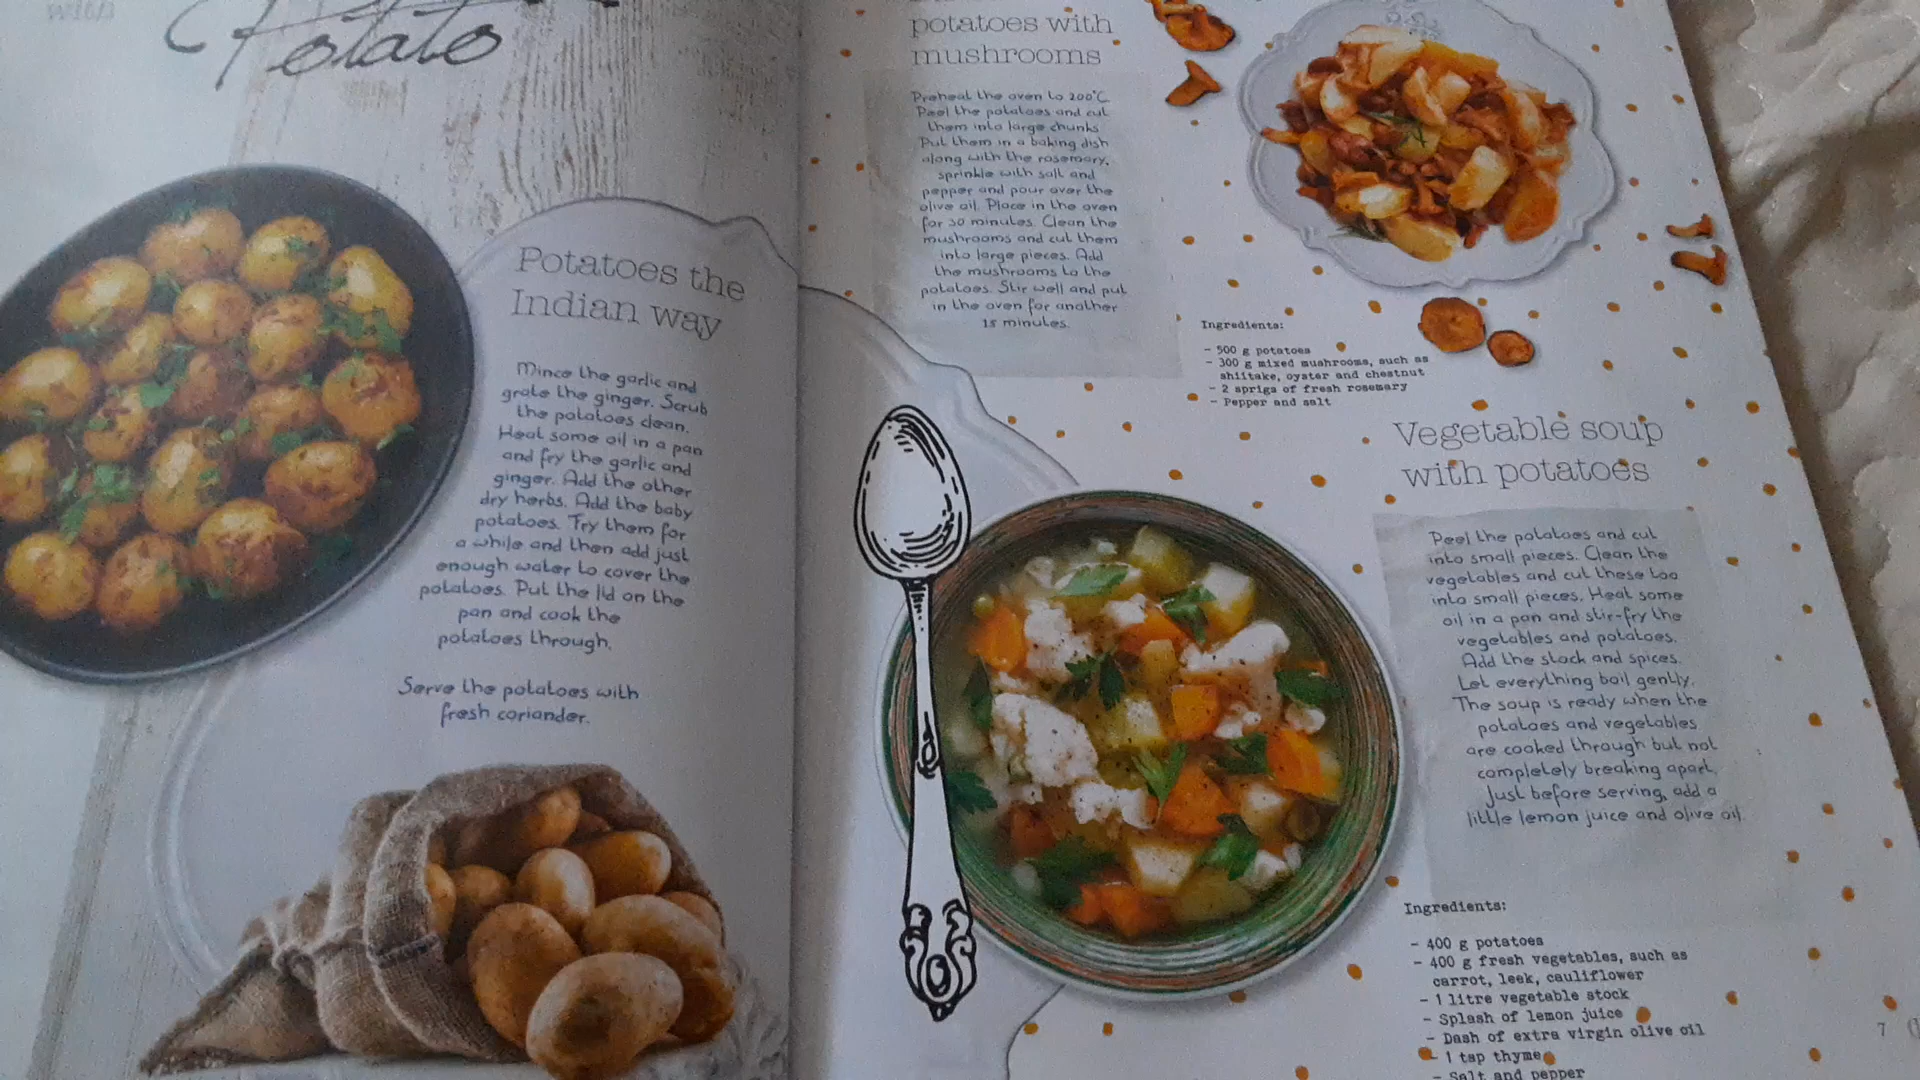 Potato
Potatoes the
Indian way
Mince the garlic and
grate the ginger. Scrub
the potatoes clean.
Heat some oil in a pan
and fry the garlic and
ginger. Add the other
dry herbs. Add the baby
potatoes. Try them for
a while and then add just
enough water to cover the
potatoes. Put the lid on the
pan and cook the
potatoes through.
Serve the potatoes with
fresh coriander.
potatoes with
mushrooms
Preheat the oven to 200°C
Peel the potatoes and cut
them into large chunks
Put them in a baking dish
along with the rosemary,
sprinkle with salt and
pepper and pour over the
olive oil. Place in the oven
for 30 minutes. Clean the
mushrooms and cut them
into large pieces. Add
the mushrooms to the
potatoes. Stir well and put
in the oven for another
15 minutes.
Ingredients:
- 500 g potatoes
- 300 g mixed mushrooms, such as
shiitake, oyster and chestnut
- 2 sprigs of fresh rosemary
- Pepper and salt
Vegetable soup
with potatoes
Peel the potatoes and cut
into small pieces. Clean the
vegetables and cut these too
into small pieces. Heat some
oil in a pan and stir-fry the
vegetables and potatoes.
Add the stock and spices.
Let everything boil gently.
The soup is ready when the
potatoes and vegetables
are cooked through but not
completely breaking apart.
Just before serving, add a
little lemon juice and olive oil.
Ingredients:
- 400 g potatoes
- 400 g fresh vegetables, such as
carrot, leek, cauliflower
- 1 litre vegetable stock
- Splash of lemon juice
- Dash of extra virgin olive oil
- 1 tsp thyme
- Salt and pepper
7